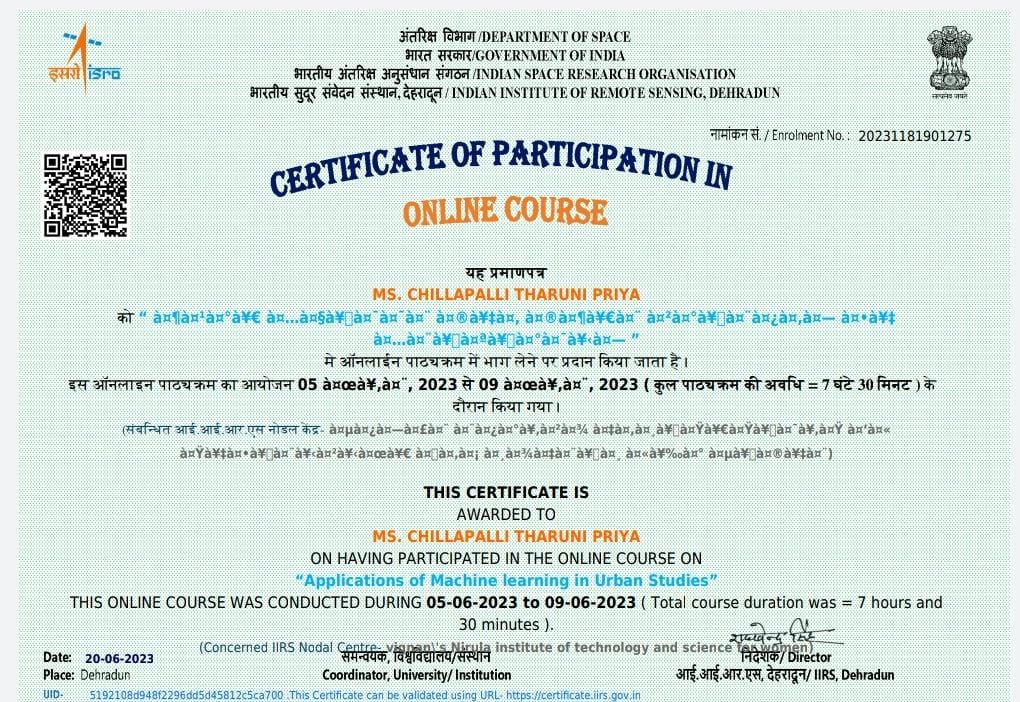 इसरो isro
अंतरिक्ष विभाग /DEPARTMENT OF SPACE
भारत सरकार/GOVERNMENT OF INDIA
भारतीय अंतरिक्ष अनुसंधान संगठन /INDIAN SPACE RESEARCH ORGANISATION
भारतीय सुदूर संवेदन संस्थान, देहरादून / INDIAN INSTITUTE OF REMOTE SENSING, DEHRADUN
सत्यमेव जयते
नामांकन सं. / Enrolment No. : 20231181901275
CERTIFICATE OF PARTICIPATION IN
ONLINE COURSE
यह प्रमाणपत्र
MS. CHILLAPALLI THARUNI PRIYA
को “
”
मे ऑनलाईन पाठ्यक्रम में भाग लेने पर प्रदान किया जाता है।
इस ऑनलाइन पाठ्यक्रम का आयोजन 05 à¤œà¥‚à¤¨, 2023 से 09 à¤œà¥‚à¤¨, 2023 ( कुल पाठ्यक्रम की अवधि = 7 घंटे 30 मिनट ) के
दौरान किया गया।
(संबन्धित आई.आई.आर.एस नोडल केंद्र-
THIS CERTIFICATE IS
AWARDED TO
MS. CHILLAPALLI THARUNI PRIYA
ON HAVING PARTICIPATED IN THE ONLINE COURSE ON
“Applications of Machine learning in Urban Studies”
THIS ONLINE COURSE WAS CONDUCTED DURING 05-06-2023 to 09-06-2023 ( Total course duration was = 7 hours and
30 minutes ).
(Concerned IIRS Nodal Centre- vignan\'s Nirula institute of technology and science for women)
Date: 20-06-2023
समन्वयक, विश्वविद्यालय/संस्थान
निदेशक/ Director
Place: Dehradun
Coordinator, University/ Institution
आई.आई.आर.एस, देहरादून/ IIRS, Dehradun
UID- 5192108d948f2296dd5d45812c5ca700 .This Certificate can be validated using URL- https://certificate.iirs.gov.in